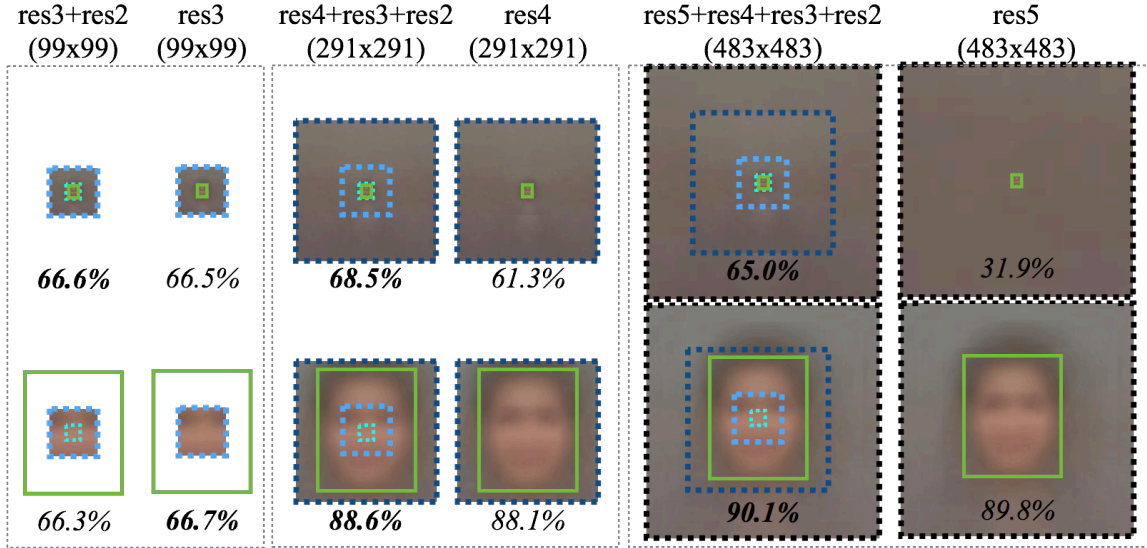 res3+res2 res3 res4+res3+res2 res4 res5+res4+res3+res2 res5
(99x99) (99x99) (291x291) (291x291) (483x483) (483x483)
66.6% 66.5% 68.5% 61.3% 65.0% 31.9%
66.3% 66.7% 88.6% 88.1% 90.1% 89.8%